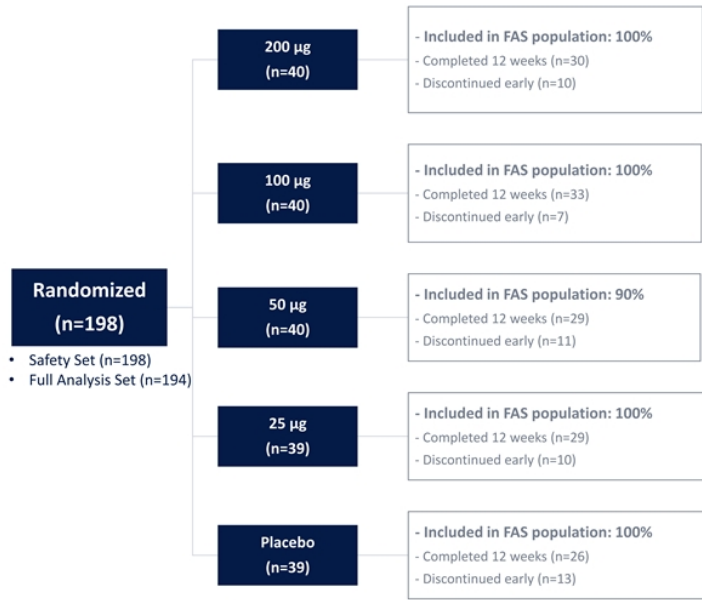 200 µg
(n=40)
- Included in FAS population: 100%
- Completed 12 weeks (n=30)
- Discontinued early (n=10)
100 µg
(n=40)
- Included in FAS population: 100%
- Completed 12 weeks (n=33)
- Discontinued early (n=7)
Randomized
(n=198)
• Safety Set (n=198)
• Full Analysis Set (n=194)
50 µg
(n=40)
- Included in FAS population: 90%
- Completed 12 weeks (n=29)
- Discontinued early (n=11)
25 µg
(n=39)
- Included in FAS population: 100%
- Completed 12 weeks (n=29)
- Discontinued early (n=10)
Placebo
(n=39)
- Included in FAS population: 100%
- Completed 12 weeks (n=26)
- Discontinued early (n=13)